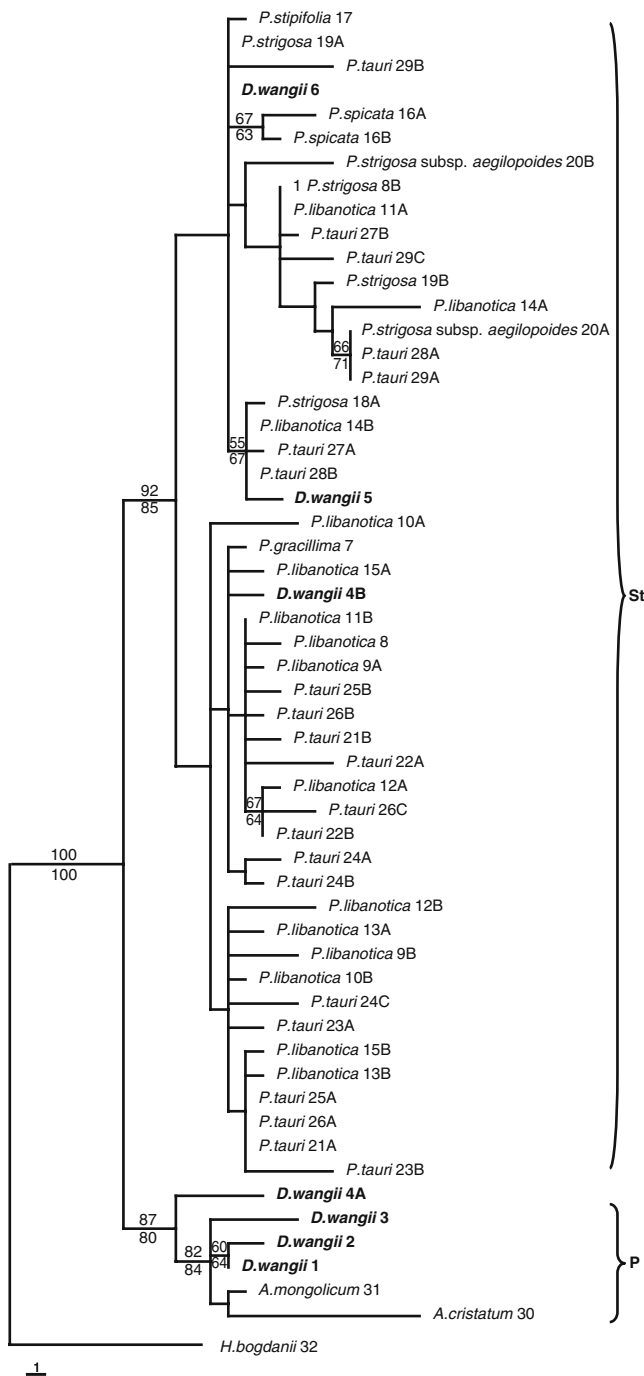 P.stipifolia 17
P.strigosa 19A
P.tauri 29B
D.wangii 6
67
63
P.spicata 16A
P.spicata 16B
P.strigosa subsp. aegilopoides 20B
1 P.strigosa 8B
P.libanotica 11A
P.tauri 27B
P.tauri 29C
P.strigosa 19B
P.libanotica 14A
P.strigosa subsp. aegilopoides 20A
66
71
P.tauri 28A
P.tauri 29A
P.strigosa 18A
P.libanotica 14B
55
67
P.tauri 27A
P.tauri 28B
D.wangii 5
92
85
P.libanotica 10A
P.gracillima 7
P.libanotica 15A
D.wangii 4B
St
P.libanotica 11B
P.libanotica 8
P.libanotica 9A
P.tauri 25B
P.tauri 26B
P.tauri 21B
P.tauri 22A
P.libanotica 12A
67
64
P.tauri 26C
P.tauri 22B
100
100
P.tauri 24A
P.tauri 24B
P.libanotica 12B
P.libanotica 13A
P.libanotica 9B
P.libanotica 10B
P.tauri 24C
P.tauri 23A
P.libanotica 15B
P.libanotica 13B
P.tauri 25A
P.tauri 26A
P.tauri 21A
P.tauri 23B
D.wangii 4A
87
80
D.wangii 3
82
84
60
64
D.wangii 2
D.wangii 1
P
A.mongolicum 31
A.cristatum 30
H.bogdanii 32
1